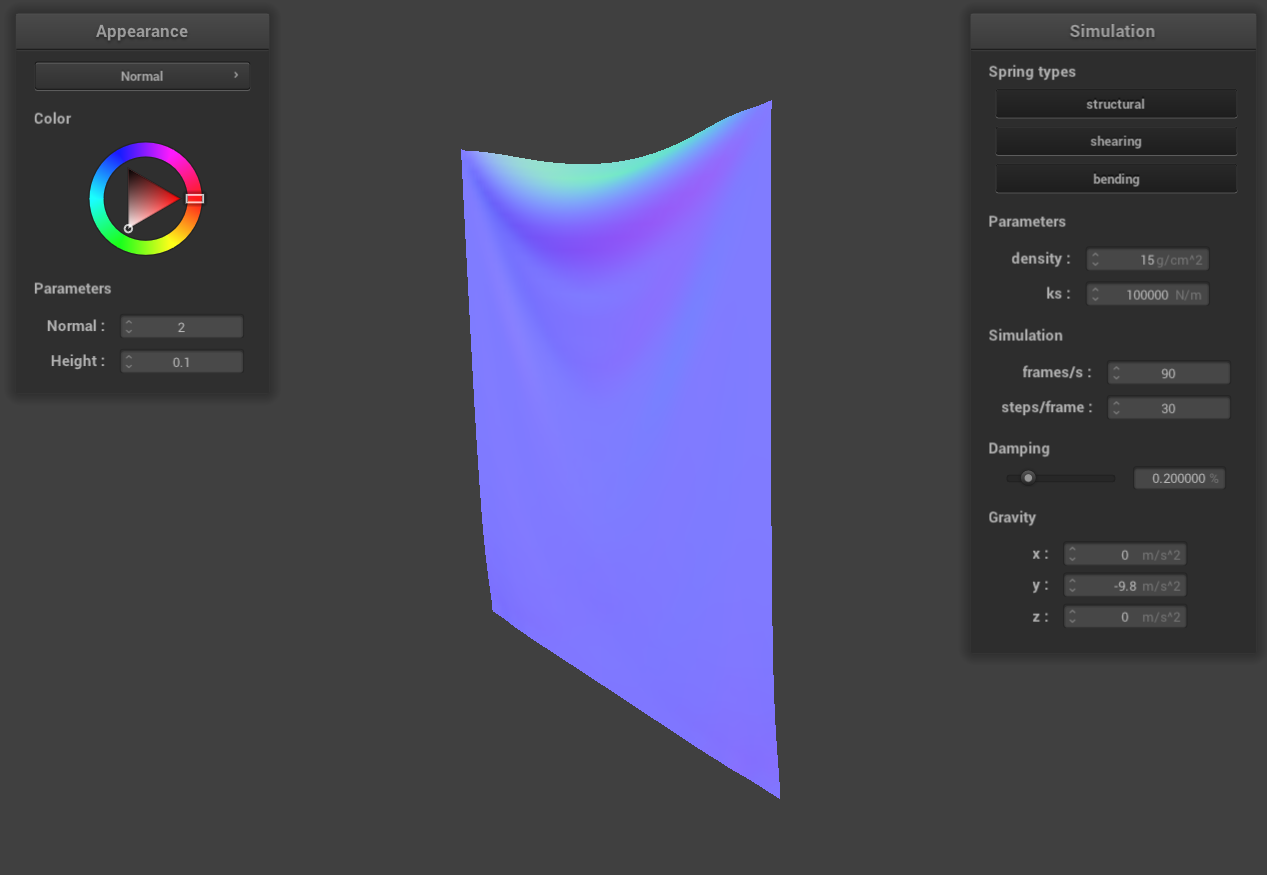 Appearance
Normal
Color
Parameters
Normal : 2
Height : 0.1
Simulation
Spring types
structural
shearing
bending
Parameters
density : 15 g/cm^2
ks : 100000 N/m
Simulation
frames/s : 90
steps/frame : 30
Damping
0.200000 %
Gravity
x : 0 m/s^2
y : -9.8 m/s^2
z : 0 m/s^2